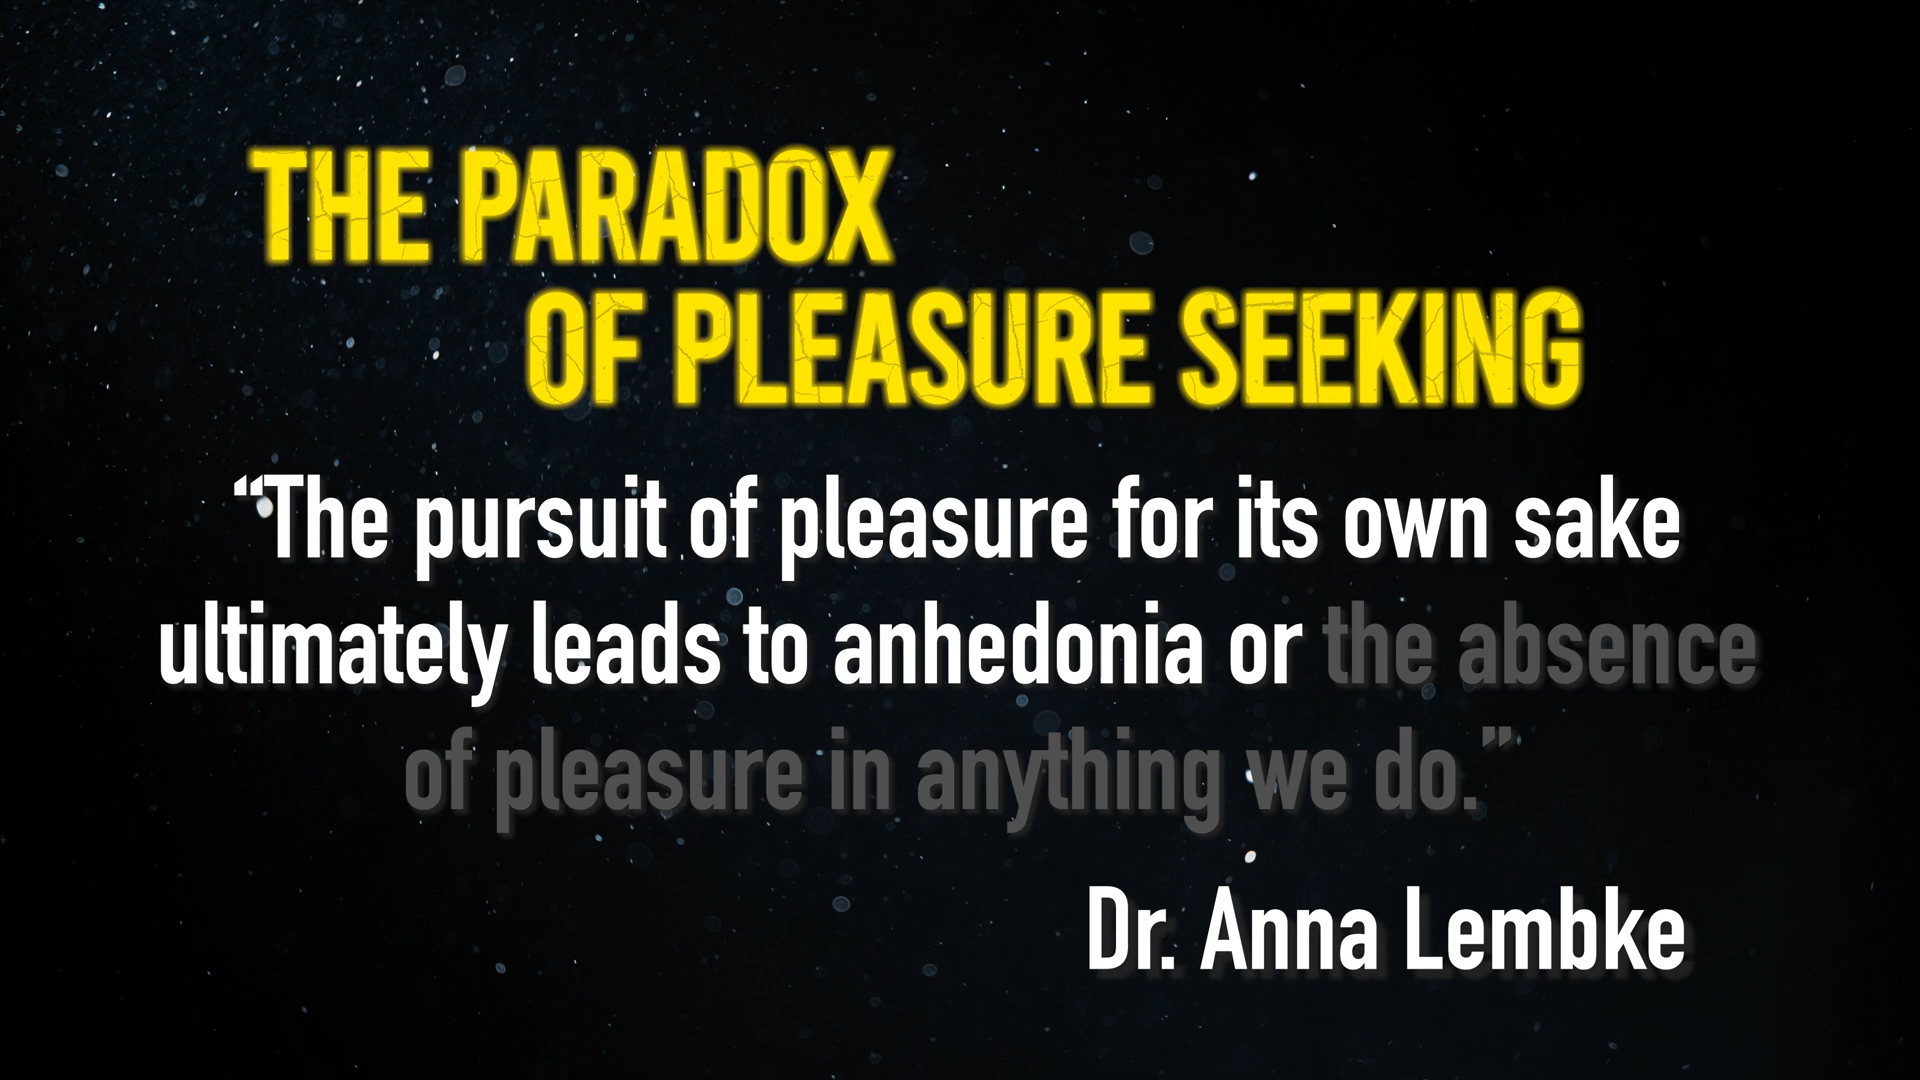 THE PARADOX
OF PLEASURE SEEKING
“The pursuit of pleasure for its own sake
ultimately leads to anhedonia or the absence
of pleasure in anything we do.”
Dr. Anna Lembke